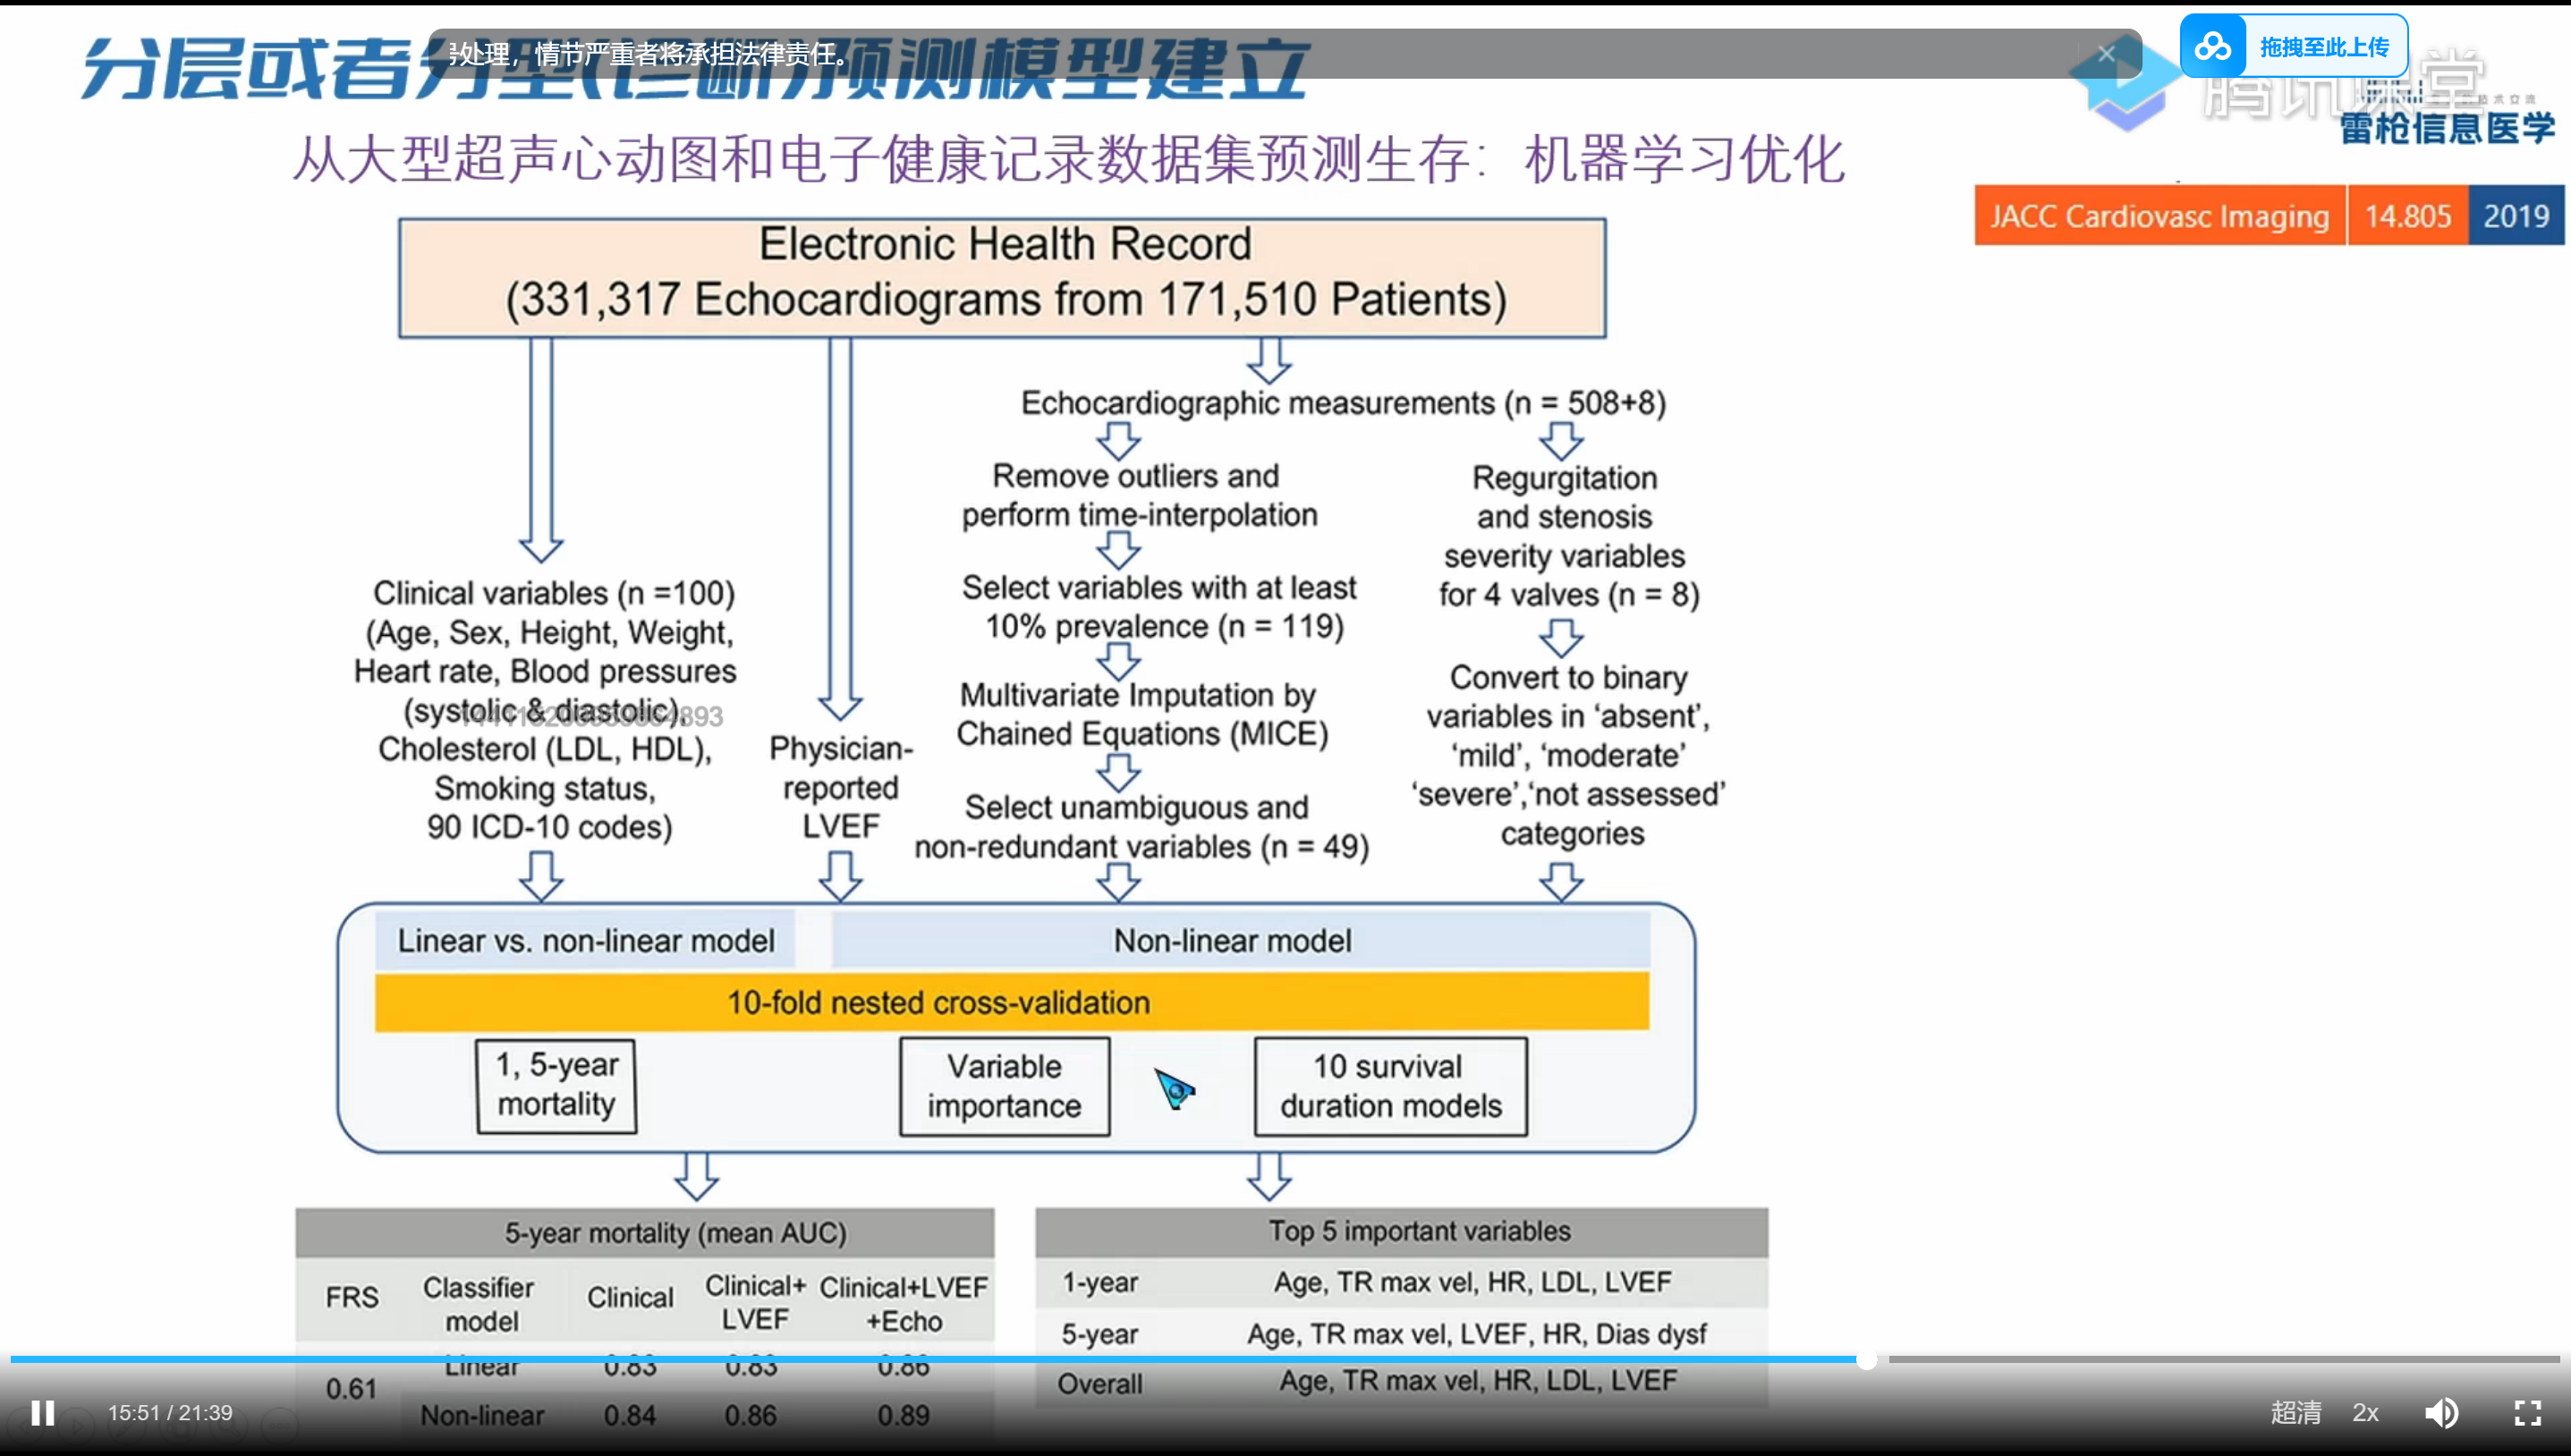 分层或者分型(诊断)预测模型建立
号处理，情节严重者将承担法律责任。
拖拽至此上传
腾讯课堂
技术交流
雷枪信息医学
从大型超声心动图和电子健康记录数据集预测生存：机器学习优化
JACC Cardiovasc Imaging 14.805 2019
Electronic Health Record
(331,317 Echocardiograms from 171,510 Patients)
Echocardiographic measurements (n = 508+8)
Clinical variables (n =100)
(Age, Sex, Height, Weight,
Heart rate, Blood pressures
(systolic & diastolic),
Cholesterol (LDL, HDL),
Smoking status,
90 ICD-10 codes)
Physician-
reported
LVEF
Remove outliers and
perform time-interpolation
Select variables with at least
10% prevalence (n = 119)
Multivariate Imputation by
Chained Equations (MICE)
Select unambiguous and
non-redundant variables (n = 49)
Regurgitation
and stenosis
severity variables
for 4 valves (n = 8)
Convert to binary
variables in ‘absent’,
‘mild’, ‘moderate’
‘severe’,‘not assessed’
categories
Linear vs. non-linear model
Non-linear model
10-fold nested cross-validation
1, 5-year
mortality
Variable
importance
10 survival
duration models
5-year mortality (mean AUC)
FRS Classifier model Clinical Clinical+ LVEF Clinical+LVEF +Echo
0.61
Linear 0.83 0.83 0.86
Non-linear 0.84 0.86 0.89
Top 5 important variables
1-year Age, TR max vel, HR, LDL, LVEF
5-year Age, TR max vel, LVEF, HR, Dias dysf
Overall Age, TR max vel, HR, LDL, LVEF
15:51 / 21:39
超清 2x